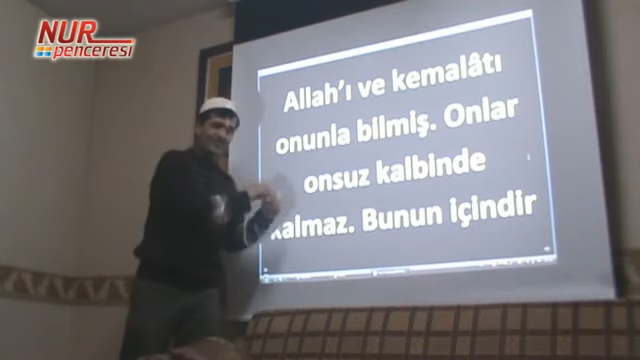 NUR
penceresi
Allah'ı ve kemalâtı
onunla bilmiş. Onlar
onsuz kalbinde
kalmaz. Bunun içindir